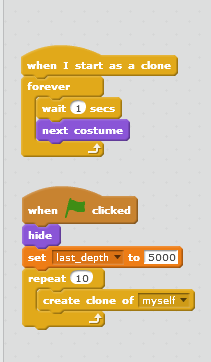 when I start as a clone
forever
wait 1 secs
next costume
when clicked
hide
set last_depth to 5000
repeat 10
create clone of myself